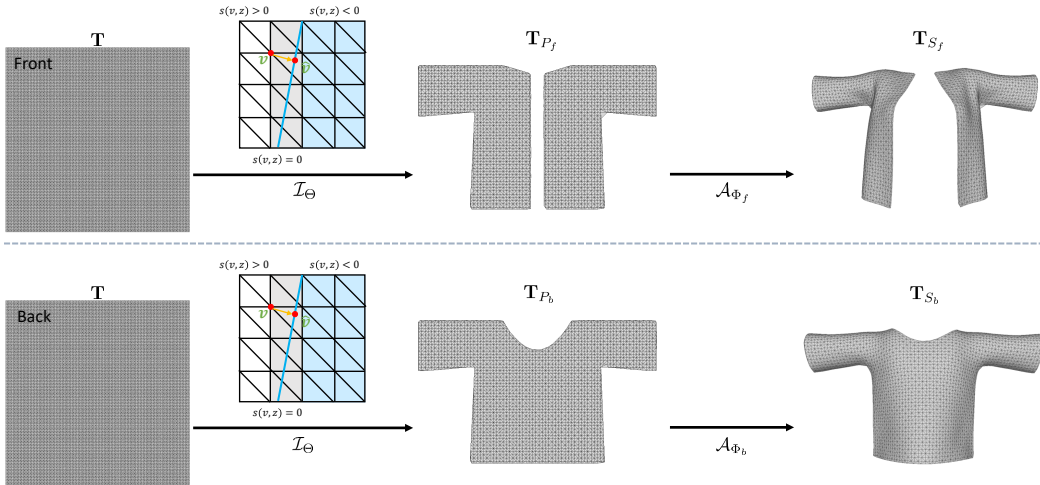 s(v,z) > 0 s(v,z) < 0
T
Front
T_{P_f}
T_{S_f}
v
v̄
s(v,z) = 0
I_Θ
A_{Φ_f}
s(v,z) > 0 s(v,z) < 0
T
Back
T_{P_b}
T_{S_b}
v
v̄
s(v,z) = 0
I_Θ
A_{Φ_b}